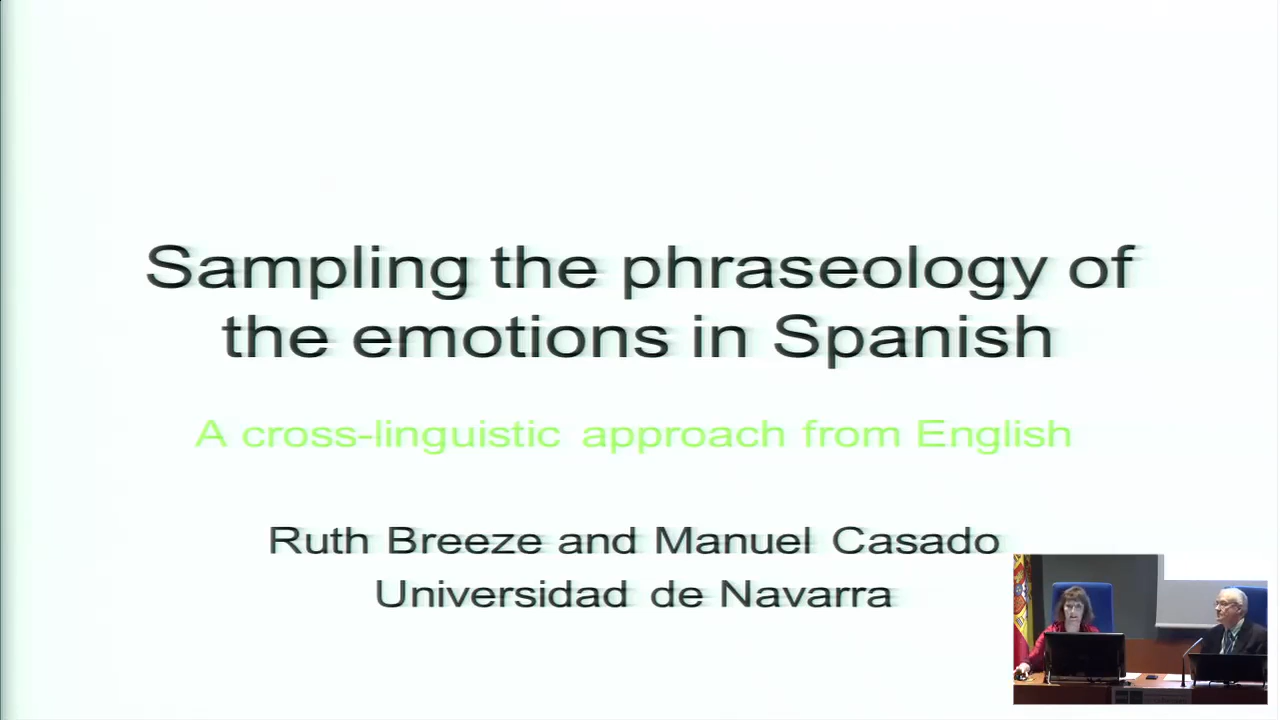 Sampling the phraseology of
the emotions in Spanish
A cross-linguistic approach from English
Ruth Breeze and Manuel Casado
Universidad de Navarra